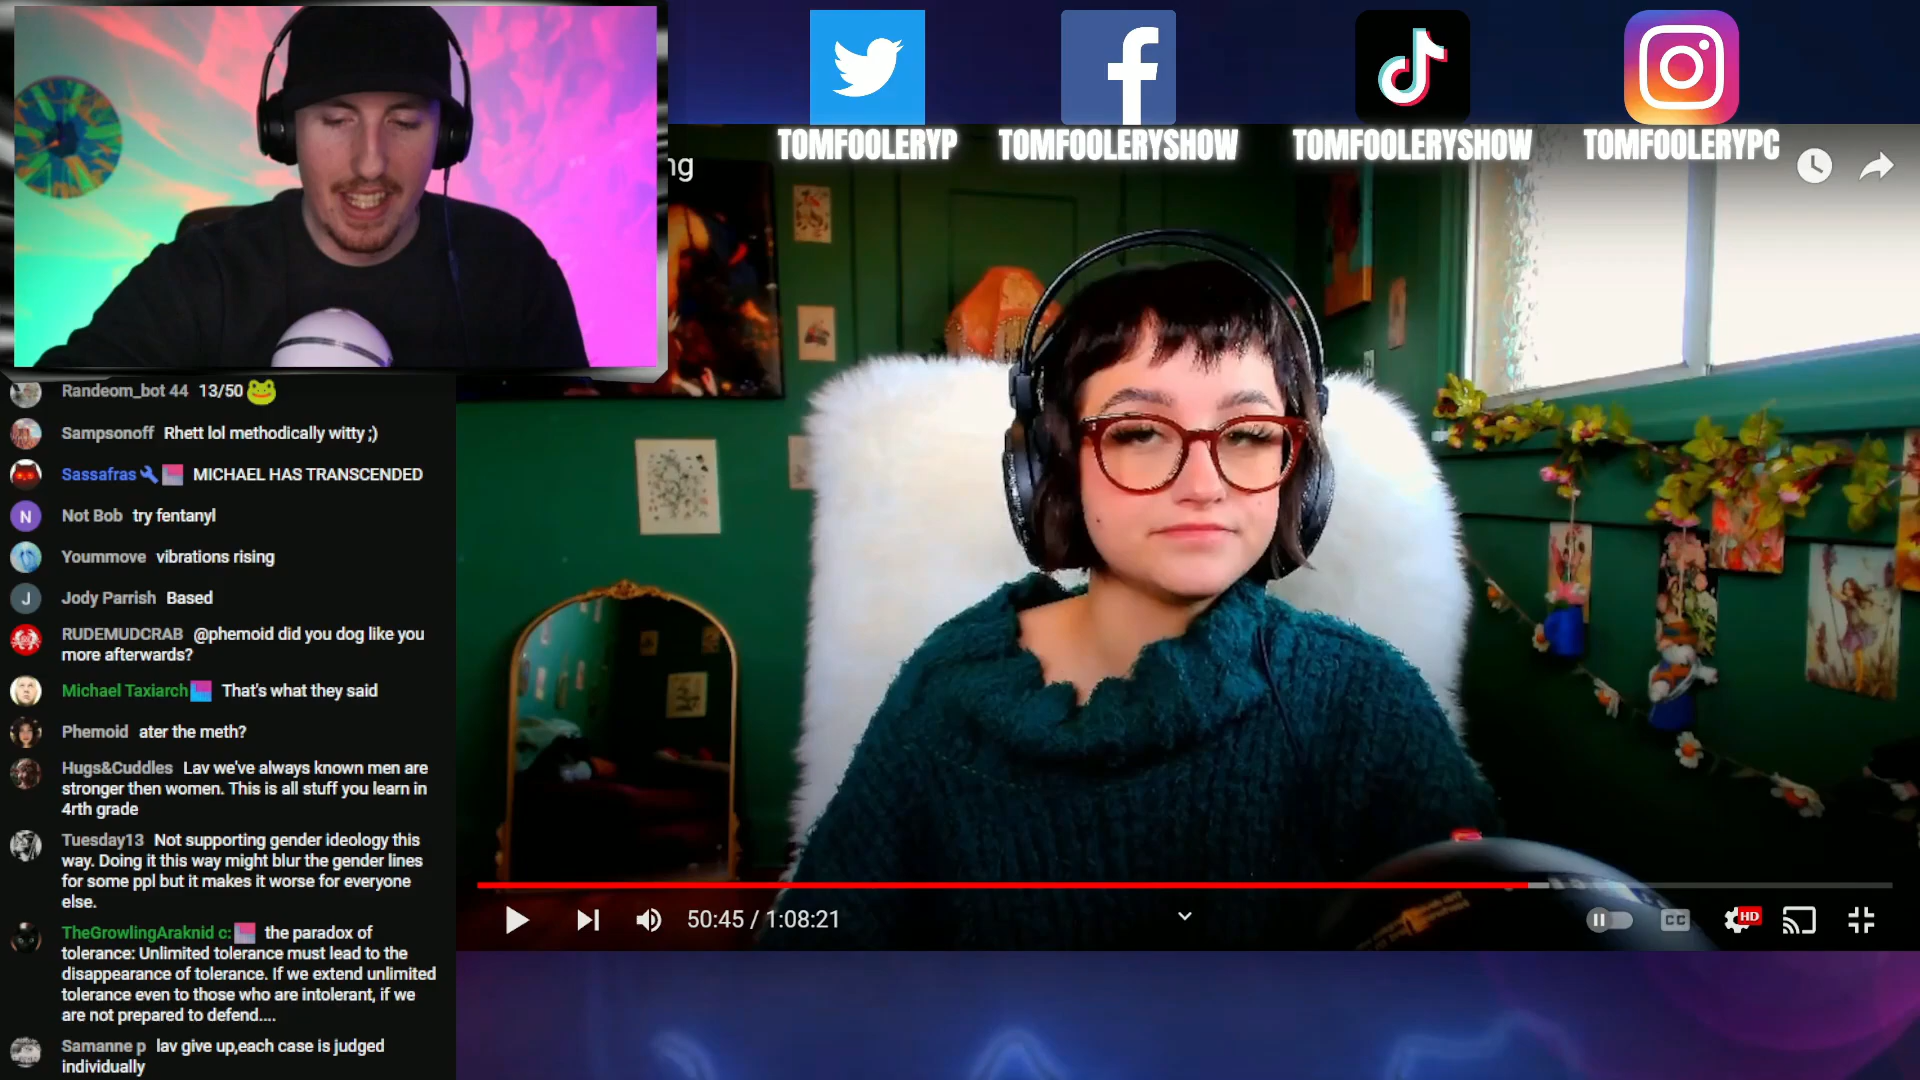 TOMFOOLERYP
TOMFOOLERYSHOW
TOMFOOLERYSHOW
TOMFOOLERYPC
ng
Randeom_bot 44 13/50
Sampsonoff Rhett lol methodically witty ;)
Sassafras MICHAEL HAS TRANSCENDED
N
Not Bob try fentanyl
Yoummove vibrations rising
J
Jody Parrish Based
RUDEMUDCRAB @phemoid did you dog like you
more afterwards?
Michael Taxiarch That's what they said
Phemoid ater the meth?
Hugs&Cuddles Lav we've always known men are
stronger then women. This is all stuff you learn in
4rth grade
Tuesday13 Not supporting gender ideology this
way. Doing it this way might blur the gender lines
for some ppl but it makes it worse for everyone
else.
TheGrowlingAraknid c: the paradox of
tolerance: Unlimited tolerance must lead to the
disappearance of tolerance. If we extend unlimited
tolerance even to those who are intolerant, if we
are not prepared to defend....
Samanne p lav give up,each case is judged
individually
50:45 / 1:08:21
CC
HD